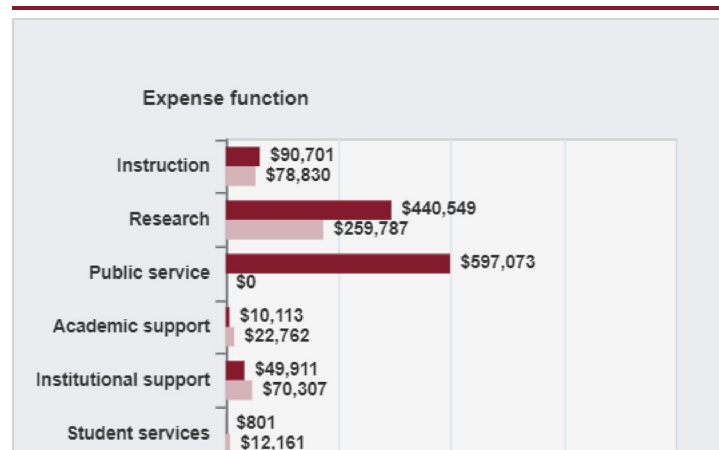 Expense function
Instruction
$90,701
$78,830
Research
$440,549
$259,787
Public service
$597,073
$0
Academic support
$10,113
$22,762
Institutional support
$49,911
$70,307
Student services
$801
$12,161